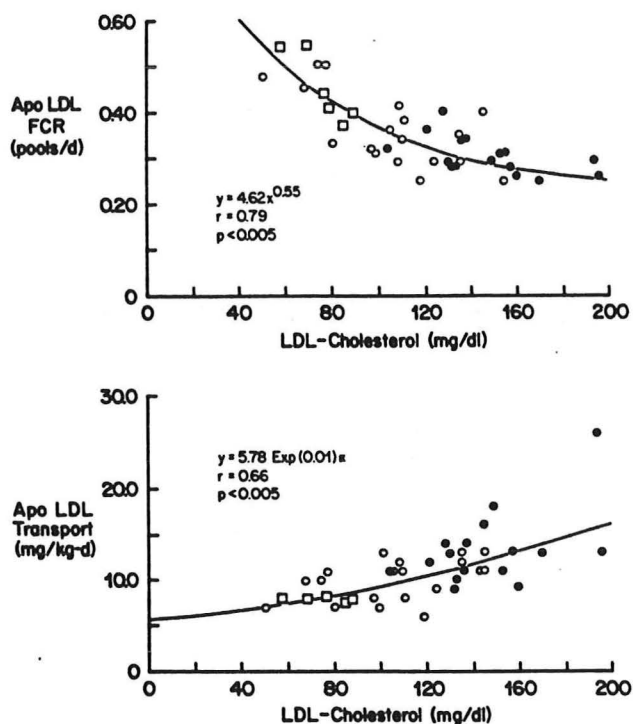 0.60
Apo LDL
FCR
(pools/d)
0.40
0.20
0
y = 4.62x^0.55
r = 0.79
p < 0.005
0 40 80 120 160 200
LDL-Cholesterol (mg/dl)
30.0
Apo LDL
Transport
(mg/kg-d)
20.0
10.0
0
y = 5.78 Exp (0.01) x
r = 0.66
p < 0.005
0 40 80 120 160 200
LDL-Cholesterol (mg/dl)